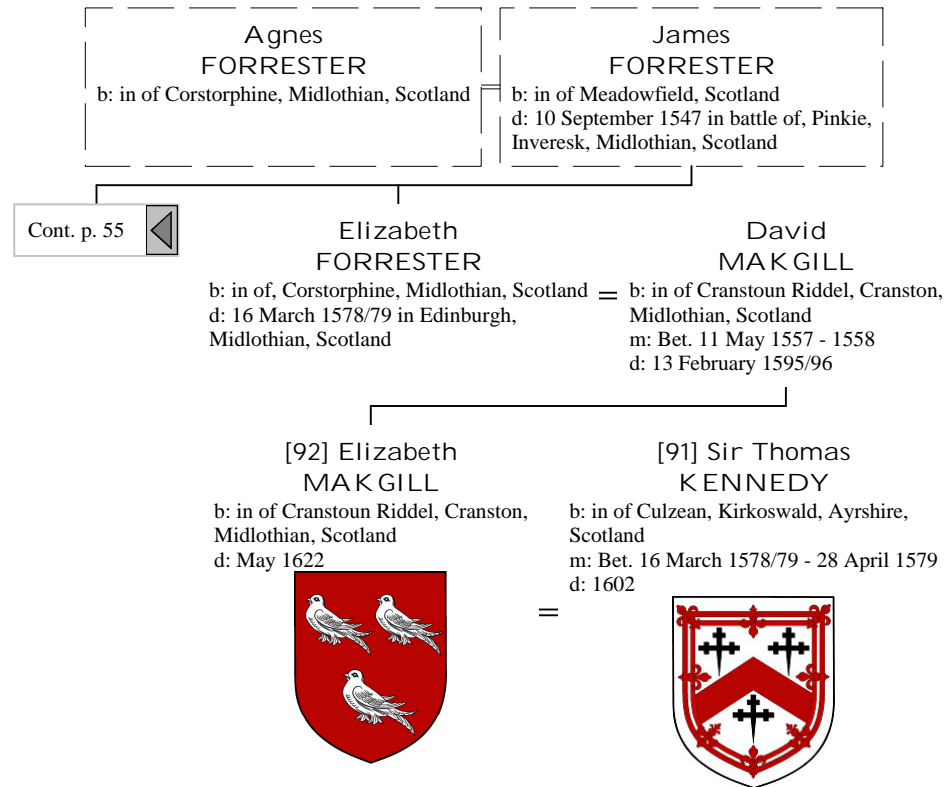 Agnes
FORRESTER
b: in of Corstorphine, Midlothian, Scotland
=
James
FORRESTER
b: in of Meadowfield, Scotland
d: 10 September 1547 in battle of, Pinkie,
Inveresk, Midlothian, Scotland
Cont. p. 55
Elizabeth
FORRESTER
b: in of, Corstorphine, Midlothian, Scotland
d: 16 March 1578/79 in Edinburgh,
Midlothian, Scotland
=
David
MAKGILL
b: in of Cranstoun Riddel, Cranston,
Midlothian, Scotland
m: Bet. 11 May 1557 - 1558
d: 13 February 1595/96
[92] Elizabeth
MAKGILL
b: in of Cranstoun Riddel, Cranston,
Midlothian, Scotland
d: May 1622
=
[91] Sir Thomas
KENNEDY
b: in of Culzean, Kirkoswald, Ayrshire,
Scotland
m: Bet. 16 March 1578/79 - 28 April 1579
d: 1602